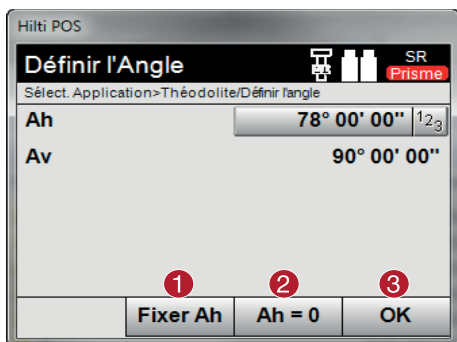 Hilti POS
Définir l'Angle
SR
Prisme
Sélect. Application>Théodolite/Définir l'angle
Ah 78° 00' 00" 123
Av 90° 00' 00"
1 2 3
Fixer Ah Ah = 0 OK